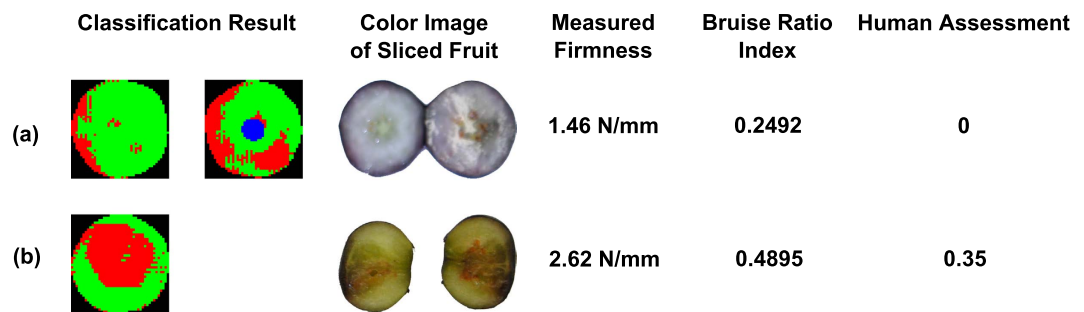 Classification Result Color Image Measured Bruise Ratio Human Assessment
of Sliced Fruit Firmness Index
(a) 1.46 N/mm 0.2492 0
(b) 2.62 N/mm 0.4895 0.35